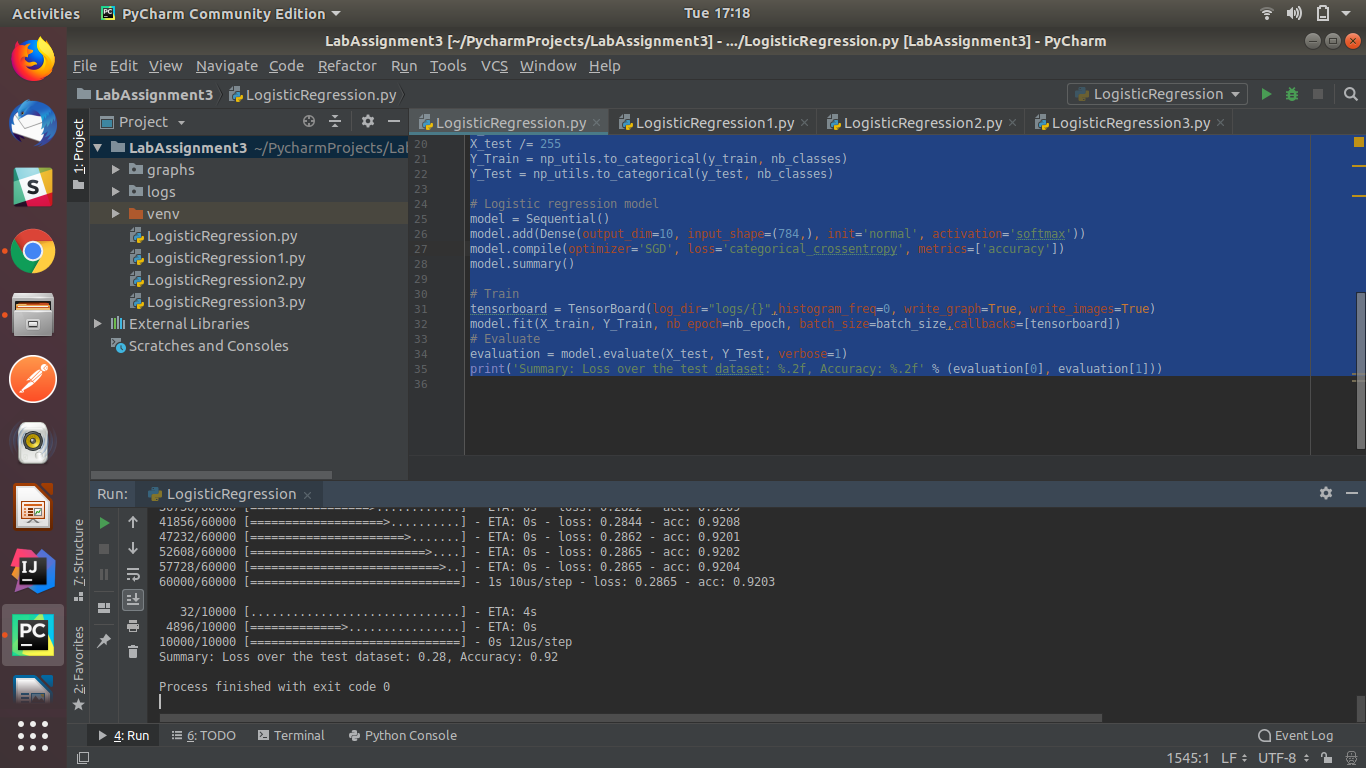 Activities PyCharm Community Edition Tue 17:18
LabAssignment3 [~/PycharmProjects/LabAssignment3] - .../LogisticRegression.py [LabAssignment3] - PyCharm
File Edit View Navigate Code Refactor Run Tools VCS Window Help
LabAssignment3 LogisticRegression.py LogisticRegression
1: Project
Project
LogisticRegression.py LogisticRegression1.py LogisticRegression2.py LogisticRegression3.py
LabAssignment3 ~/PycharmProjects/Lal
graphs
logs
venv
LogisticRegression.py
LogisticRegression1.py
LogisticRegression2.py
LogisticRegression3.py
External Libraries
Scratches and Consoles
20 X_test /= 255
21 Y_Train = np_utils.to_categorical(y_train, nb_classes)
22 Y_Test = np_utils.to_categorical(y_test, nb_classes)
23
24 # Logistic regression model
25 model = Sequential()
26 model.add(Dense(output_dim=10, input_shape=(784,), init='normal', activation='softmax'))
27 model.compile(optimizer='SGD', loss='categorical_crossentropy', metrics=['accuracy'])
28 model.summary()
29
30 # Train
31 tensorboard = TensorBoard(log_dir="logs/{}",histogram_freq=0, write_graph=True, write_images=True)
32 model.fit(X_train, Y_Train, nb_epoch=nb_epoch, batch_size=batch_size,callbacks=[tensorboard])
33 # Evaluate
34 evaluation = model.evaluate(X_test, Y_Test, verbose=1)
35 print('Summary: Loss over the test dataset: %.2f, Accuracy: %.2f' % (evaluation[0], evaluation[1]))
36
Run: LogisticRegression
41856/60000 [===================>..........] - ETA: 0s - loss: 0.2844 - acc: 0.9208
47232/60000 [======================>.......] - ETA: 0s - loss: 0.2862 - acc: 0.9201
52608/60000 [=========================>....] - ETA: 0s - loss: 0.2865 - acc: 0.9202
57728/60000 [===========================>..] - ETA: 0s - loss: 0.2865 - acc: 0.9204
60000/60000 [==============================] - 1s 10us/step - loss: 0.2865 - acc: 0.9203
32/10000 [..............................] - ETA: 4s
4896/10000 [=============>................] - ETA: 0s
10000/10000 [==============================] - 0s 12us/step
Summary: Loss over the test dataset: 0.28, Accuracy: 0.92
Process finished with exit code 0
7: Structure
2: Favorites
4: Run 6: TODO Terminal Python Console Event Log
1545:1 LF UTF-8